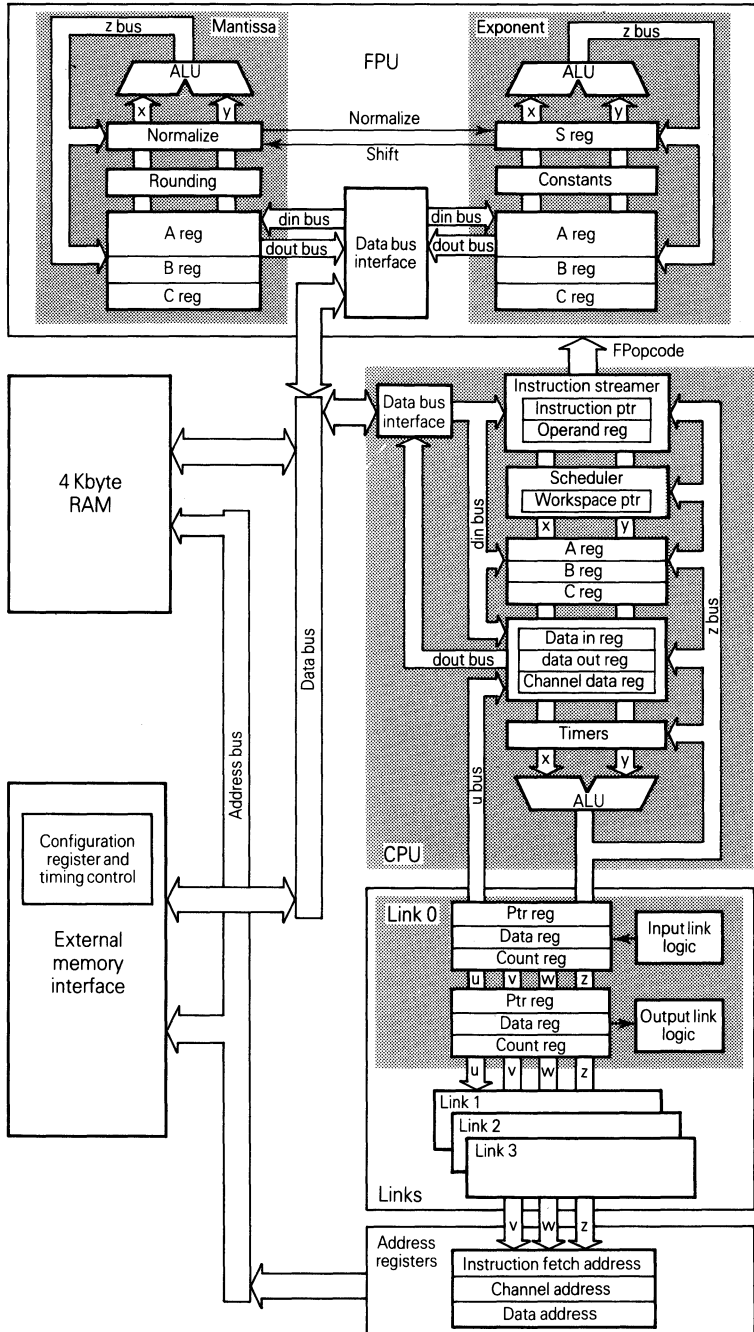 z bus
Mantissa
ALU
x
y
Normalize
Rounding
A reg
B reg
C reg
FPU
Normalize
Shift
din bus
dout bus
Data bus
interface
din bus
dout bus
Exponent
z bus
ALU
x
y
S reg
Constants
A reg
B reg
C reg
FPopcode
4 Kbyte
RAM
Data bus
Address bus
Configuration
register and
timing control
External
memory
interface
Data bus
interface
Instruction streamer
Instruction ptr
Operand reg
Scheduler
Workspace ptr
x
y
din bus
A reg
B reg
C reg
z bus
Data in reg
data out reg
Channel data reg
dout bus
Timers
x
y
u bus
ALU
CPU
Link 0
Ptr reg
Data reg
Count reg
Input link
logic
u
v
w
z
Ptr reg
Data reg
Count reg
Output link
logic
u
v
w
z
Link 1
Link 2
Link 3
Links
v
w
z
Address
registers
Instruction fetch address
Channel address
Data address